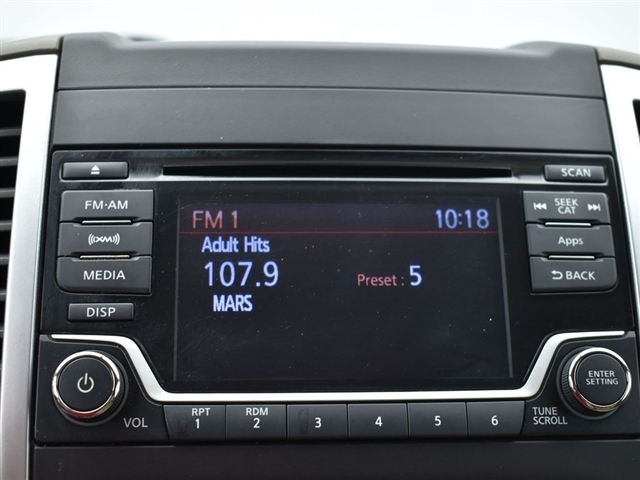 SCAN
FM·AM
SEEK
CAT
FM 1 10:18
Adult Hits
XM
Apps
107.9 Preset : 5
MEDIA
BACK
MARS
DISP
ENTER
SETTING
VOL
RPT
1
RDM
2
3
4
5
6
TUNE
SCROLL